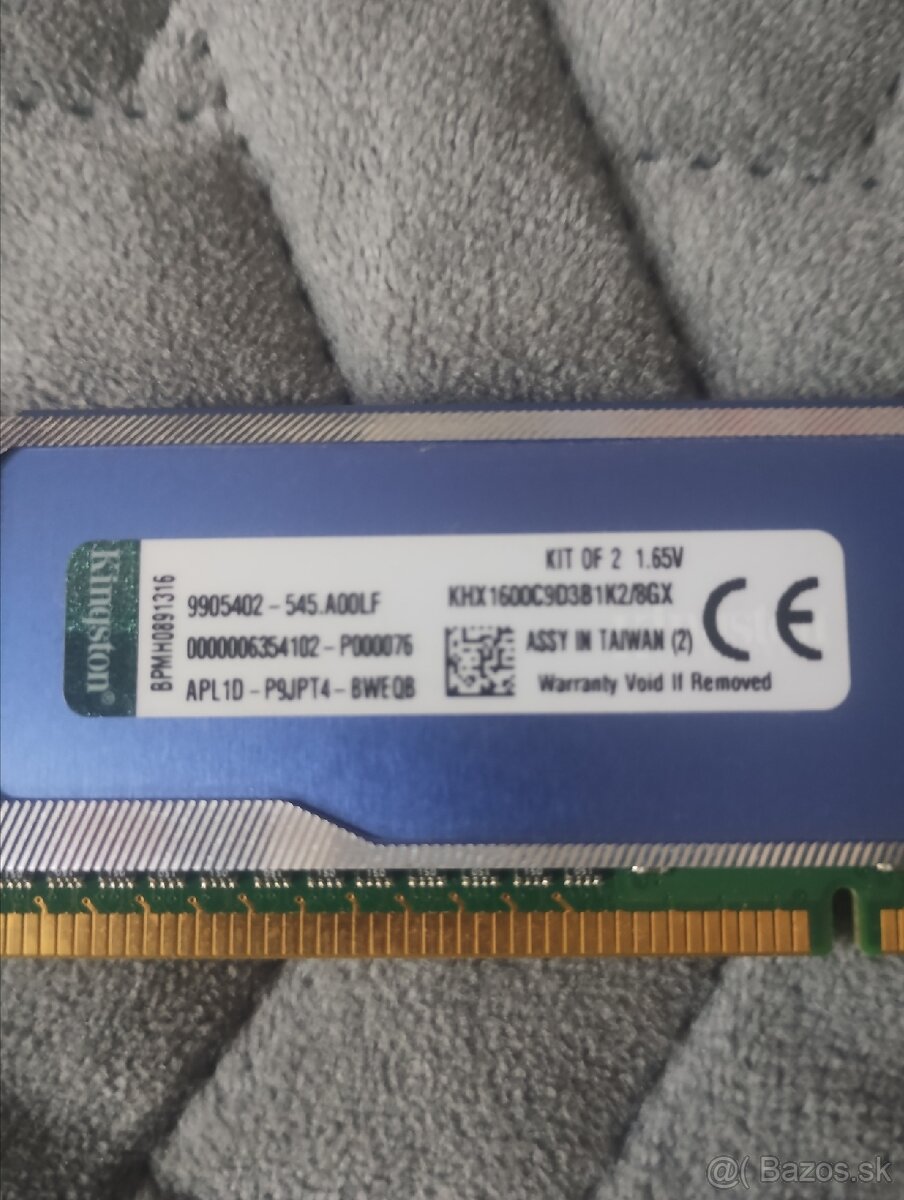 Kingston®
BPMH0891316
9905402 - 545.A00LF
0000006354102 - P000076
APL1D - P9JPT4 - BWEQB
KIT OF 2 1.65V
KHX1600C9D3B1K2/8GX
ASSY IN TAIWAN (2)
Warranty Void If Removed
CE
@( Bazos.sk